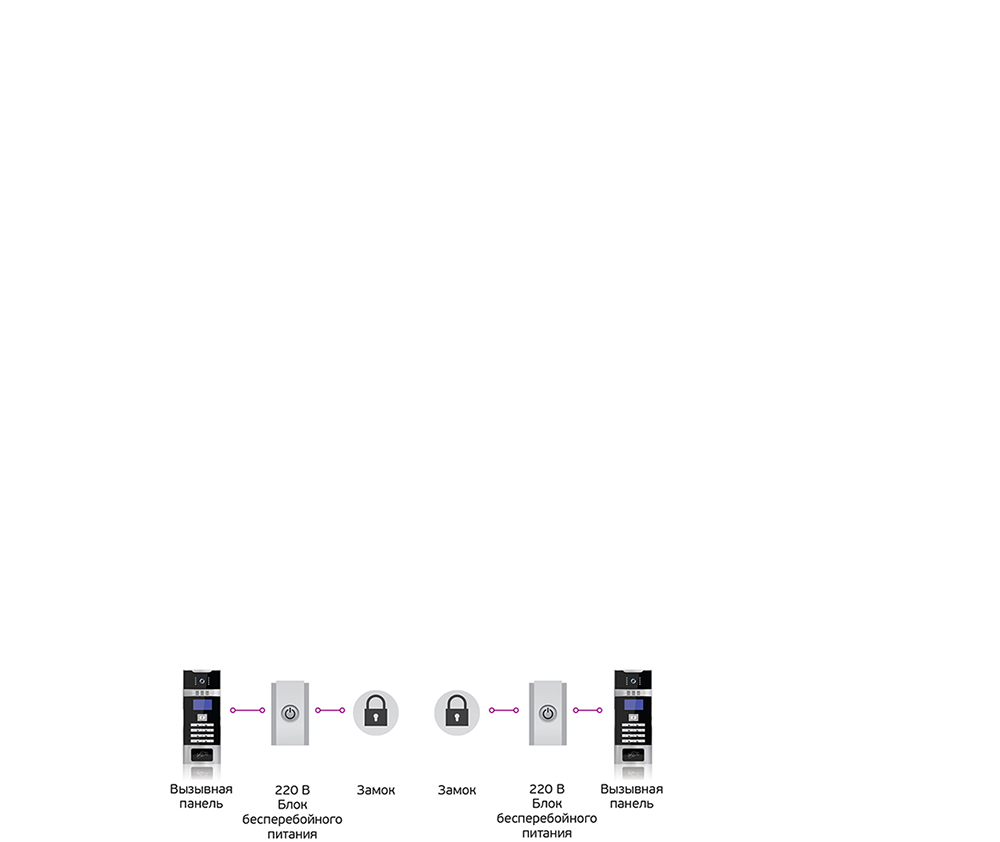 Вызывная
панель
220 В
Блок
бесперебойного
питания
Замок
Замок
220 В
Блок
бесперебойного
питания
Вызывная
панель